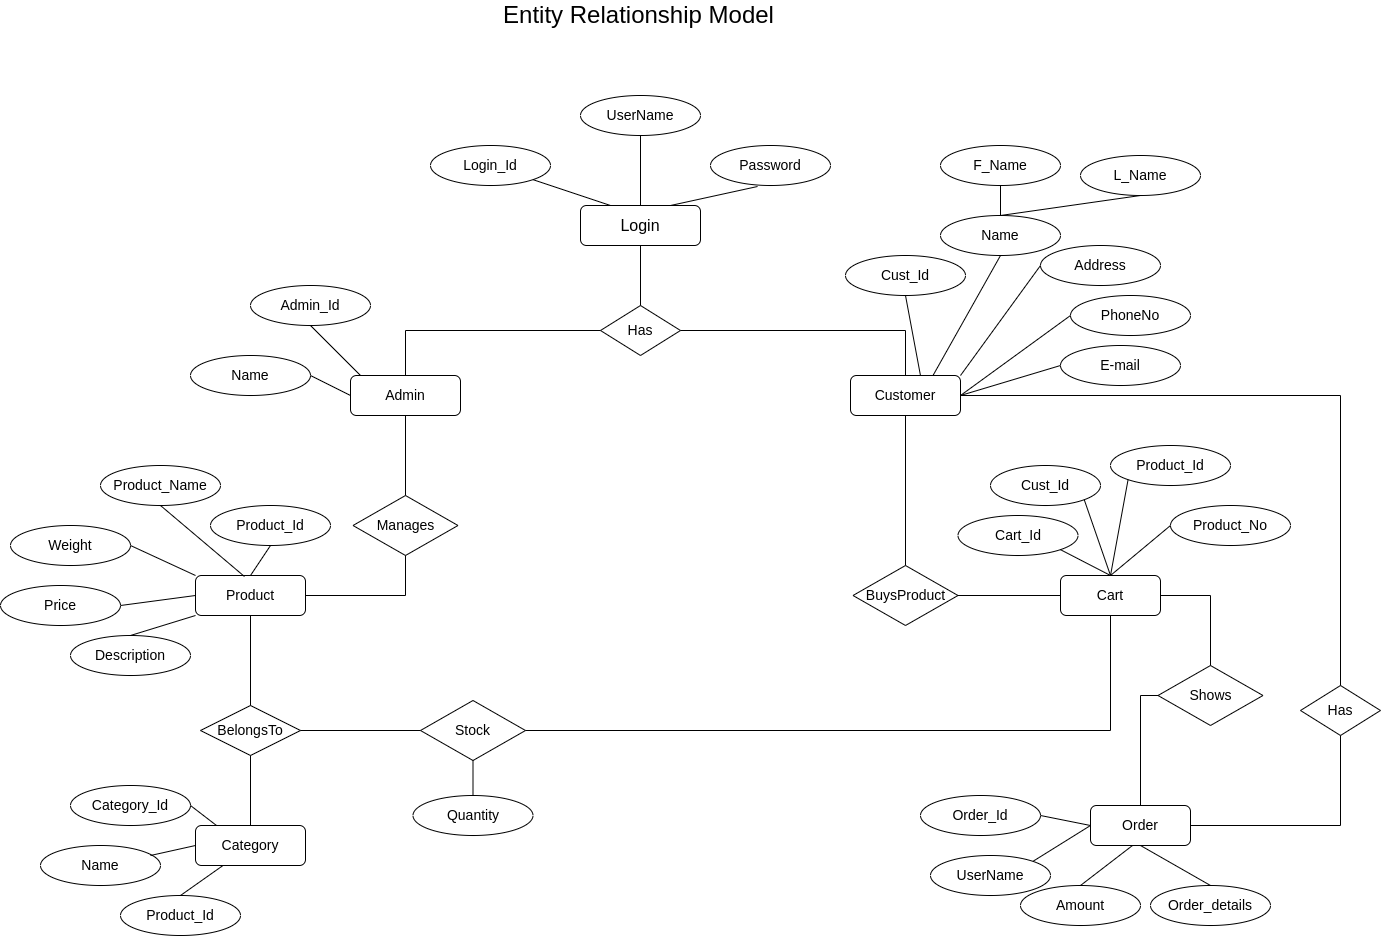 Entity Relationship Model
UserName
Login_Id
Password
F_Name
L_Name
Login
Name
Cust_Id
Address
Admin_Id
PhoneNo
Has
E-mail
Name
Admin
Customer
Product_Name
Product_Id
Cust_Id
Product_Id
Manages
Product_No
Weight
Cart_Id
Price
Product
BuysProduct
Cart
Description
Shows
Has
BelongsTo
Stock
Category_Id
Quantity
Order_Id
Order
Category
Name
UserName
Product_Id
Amount
Order_details